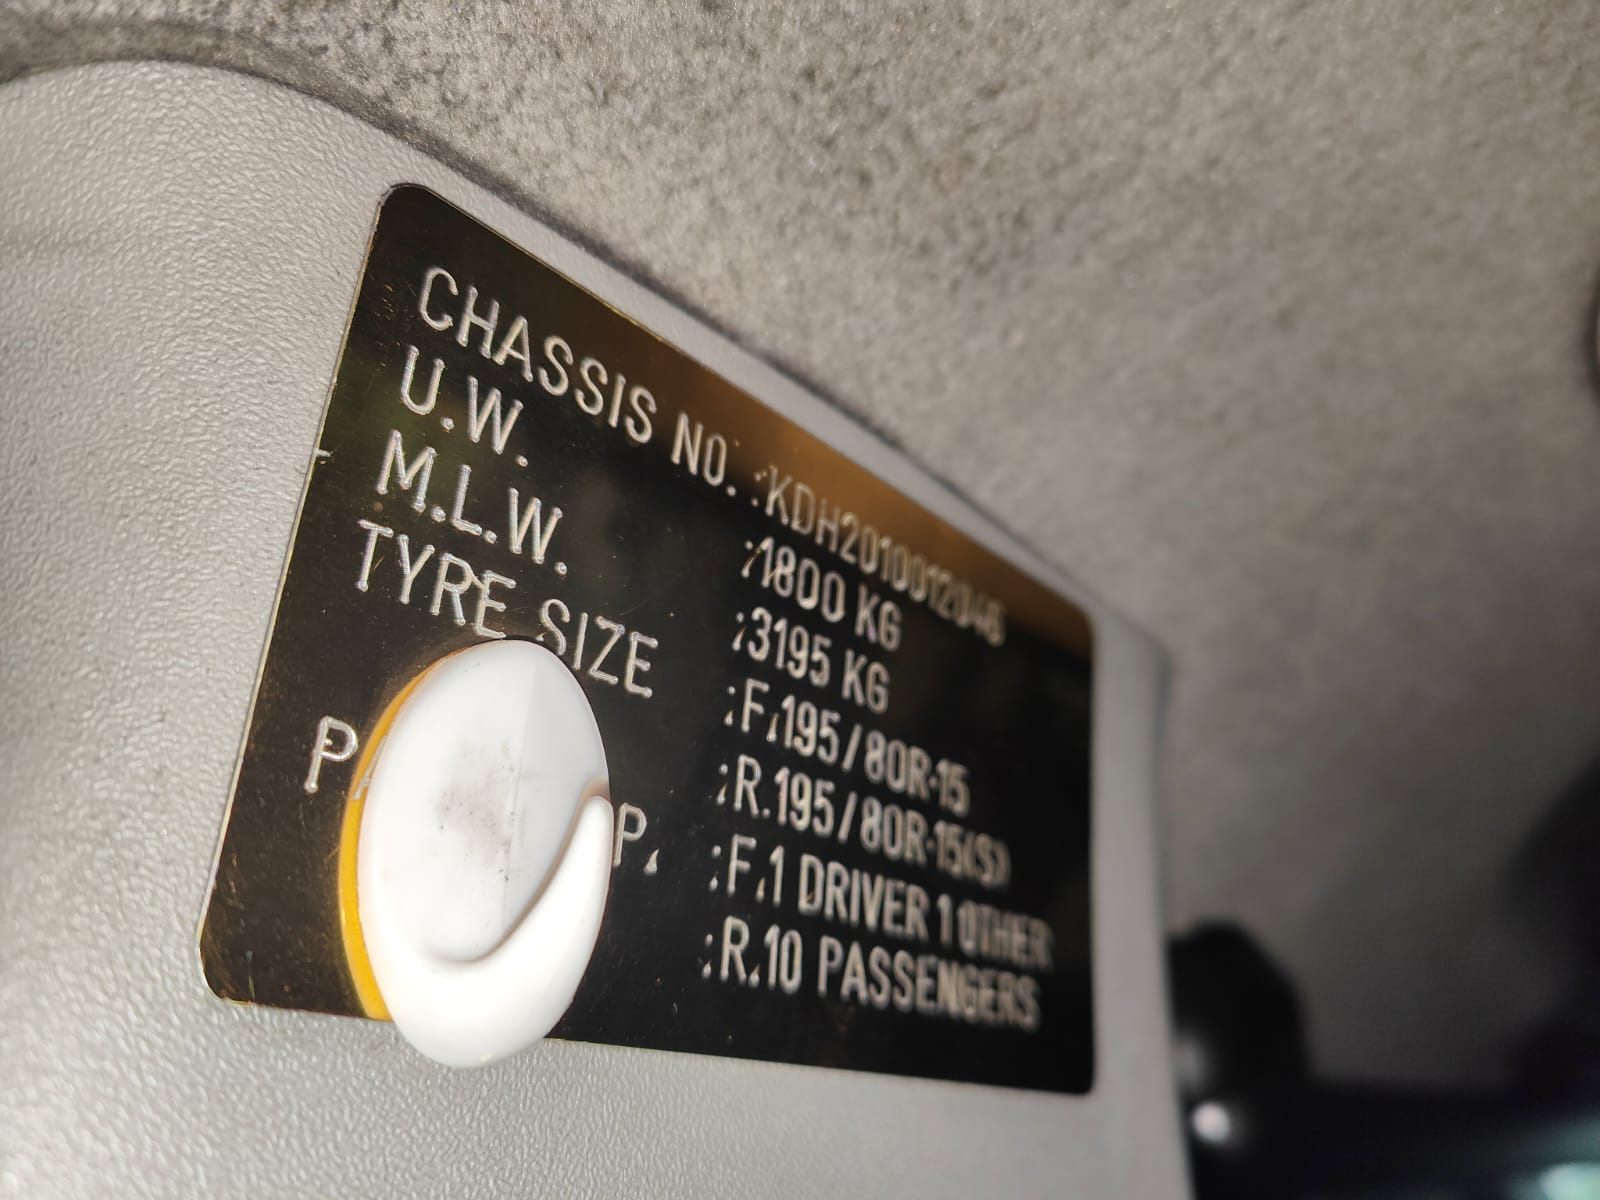 CHASSIS NO. :KDH2010012046
U.W. :1800 KG
M.L.W. :3195 KG
TYRE SIZE :F.195/80R-15
:R.195/80R-15(S)
:F.1 DRIVER 1 OTHER
:R.10 PASSENGERS